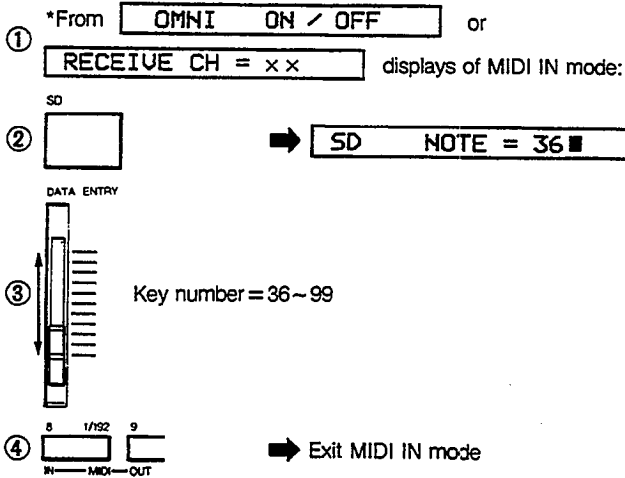 ① *From OMNI ON / OFF or
RECEIVE CH = ×× displays of MIDI IN mode:
SD
② ➡ SD NOTE = 36■
DATA ENTRY
③ Key number=36~99
8 1/192 9
④ ➡ Exit MIDI IN mode
IN — MIDI — OUT